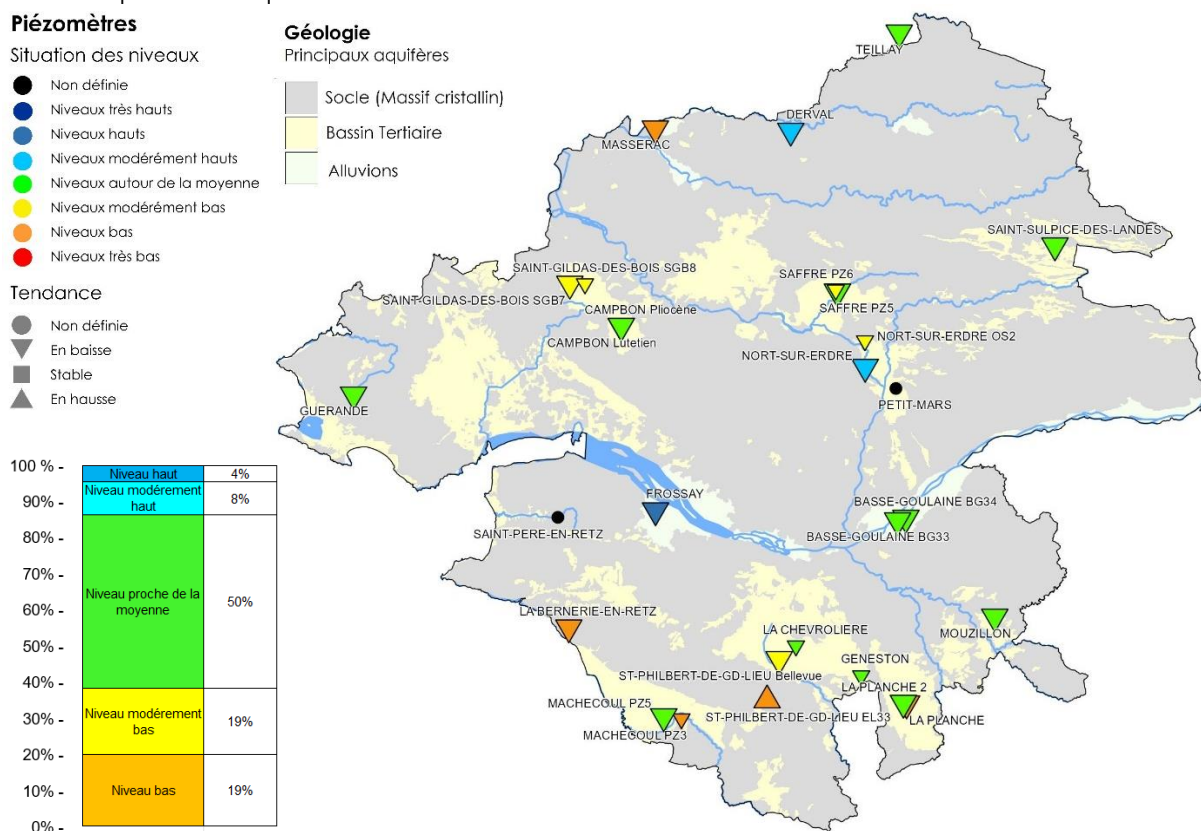 Piézomètres
Situation des niveaux
Non définie
Niveaux très hauts
Niveaux hauts
Niveaux modérément hauts
Niveaux autour de la moyenne
Niveaux modérément bas
Niveaux bas
Niveaux très bas
Tendance
Non définie
En baisse
Stable
En hausse
Géologie
Principaux aquifères
Socle (Massif cristallin)
Bassin Tertiaire
Alluvions
100 % -
90% -
80% -
70% -
60% -
50% -
40% -
30% -
20% -
10% -
0% -
Niveau haut 4%
Niveau modérement
haut
8%
Niveau proche de la
moyenne
50%
Niveau modérement
bas
19%
Niveau bas 19%
TEILLAY
DERVAL
MASSERAC
SAINT-SULPICE-DES-LANDES
SAINT-GILDAS-DES-BOIS SGB8
SAFFRE PZ6
SAINT-GILDAS-DES-BOIS SGB7
CAMPBON Pliocène
SAFFRE PZ5
CAMPBON Lutetien
NORT-SUR-ERDRE OS2
NORT-SUR-ERDRE
PETIT-MARS
GUERANDE
FROSSAY
BASSE-GOULAINE BG34
SAINT-PERE-EN-RETZ
BASSE-GOULAINE BG33
LA BERNERIE-EN-RETZ
LA CHEVROLIERE
MOUZILLON
GENESTON
ST-PHILBERT-DE-GD-LIEU Bellevue
LA PLANCHE 2
MACHECOUL PZ5
ST-PHILBERT-DE-GD-LIEU EL33
LA PLANCHE
MACHECOUL PZ3